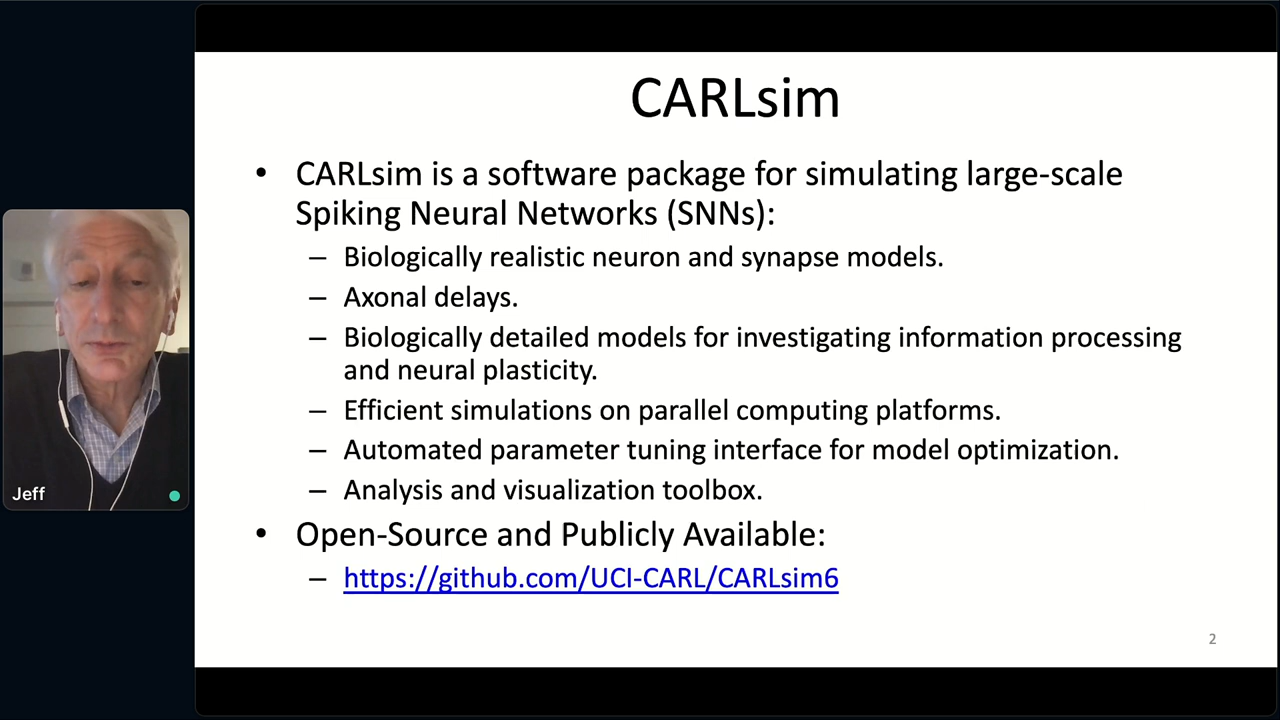 CARLsim
• CARLsim is a software package for simulating large-scale
Spiking Neural Networks (SNNs):
– Biologically realistic neuron and synapse models.
– Axonal delays.
– Biologically detailed models for investigating information processing
and neural plasticity.
– Efficient simulations on parallel computing platforms.
– Automated parameter tuning interface for model optimization.
– Analysis and visualization toolbox.
• Open-Source and Publicly Available:
– https://github.com/UCI-CARL/CARLsim6
2
Jeff